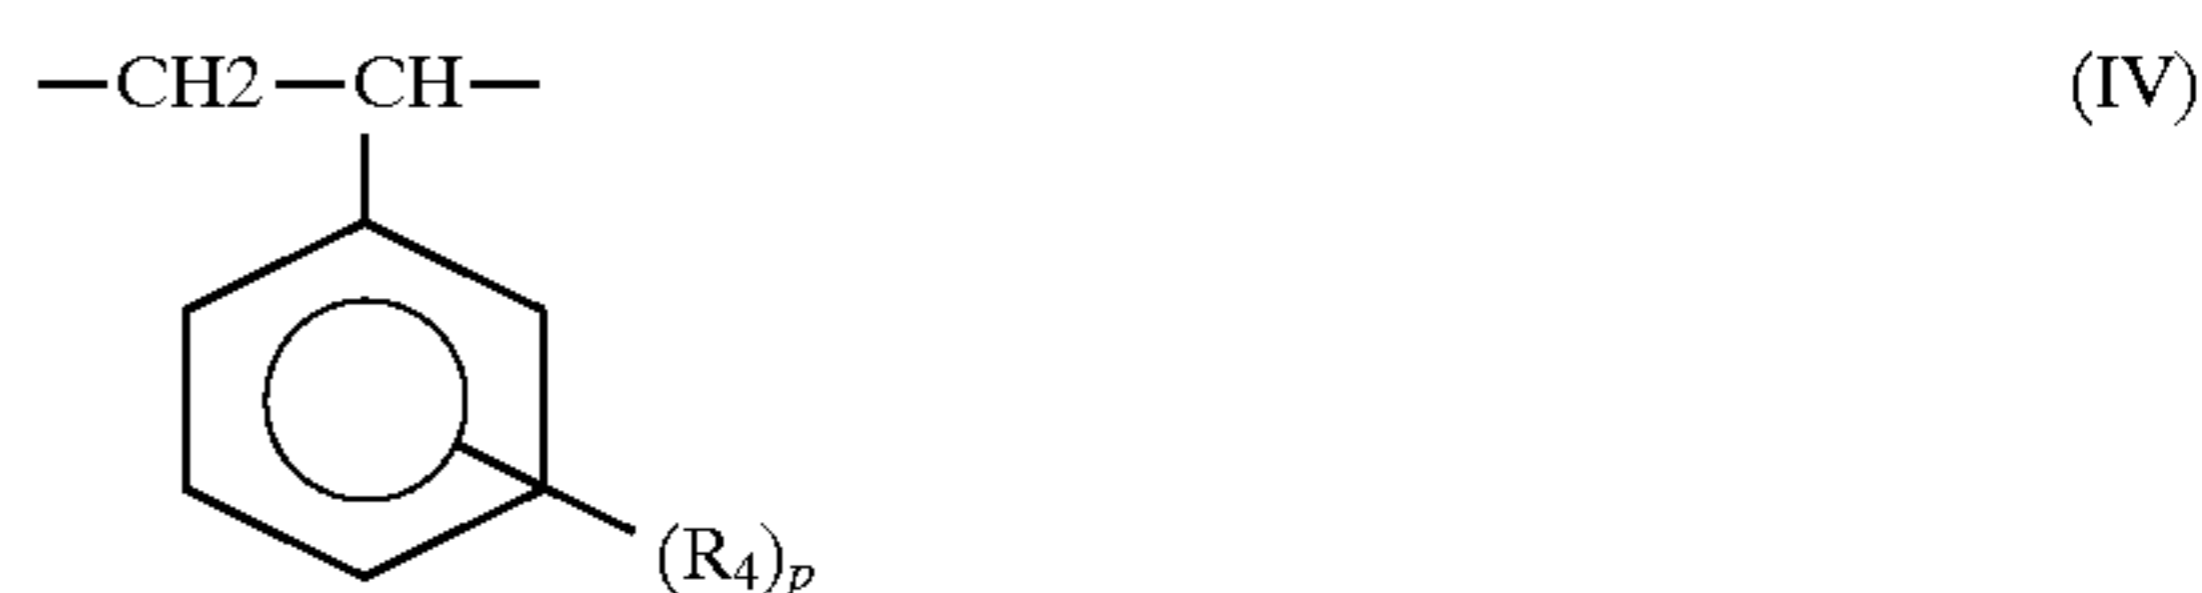 —CH2—CH— (IV)
(R₄)ₚ